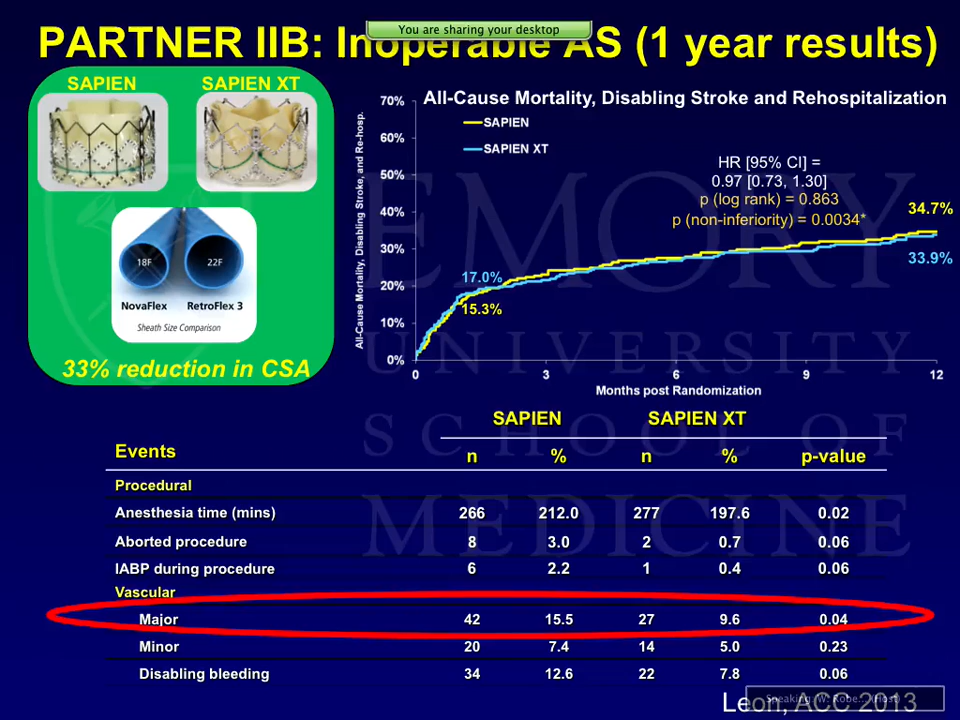 You are sharing your desktop
PARTNER IIB: Inoperable AS (1 year results)
SAPIEN SAPIEN XT
18F 22F
NovaFlex RetroFlex 3
Sheath Size Comparison
33% reduction in CSA
All-Cause Mortality, Disabling Stroke and Rehospitalization
All-Cause Mortality, Disabling Stroke, and Re-hosp.
70%
60%
50%
40%
30%
20%
10%
0%
SAPIEN
SAPIEN XT
HR [95% CI] =
0.97 [0.73, 1.30]
p (log rank) = 0.863
p (non-inferiority) = 0.0034*
34.7%
33.9%
17.0%
15.3%
0 3 6 9 12
Months post Randomization
EMORY
UNIVERSITY
SCHOOL OF
MEDICINE
SAPIEN SAPIEN XT
Events n % n % p-value
Procedural
Anesthesia time (mins) 266 212.0 277 197.6 0.02
Aborted procedure 8 3.0 2 0.7 0.06
IABP during procedure 6 2.2 1 0.4 0.06
Vascular
Major 42 15.5 27 9.6 0.04
Minor 20 7.4 14 5.0 0.23
Disabling bleeding 34 12.6 22 7.8 0.06
Leon, ACC 2013
Speaking: W. Robe... (Host)